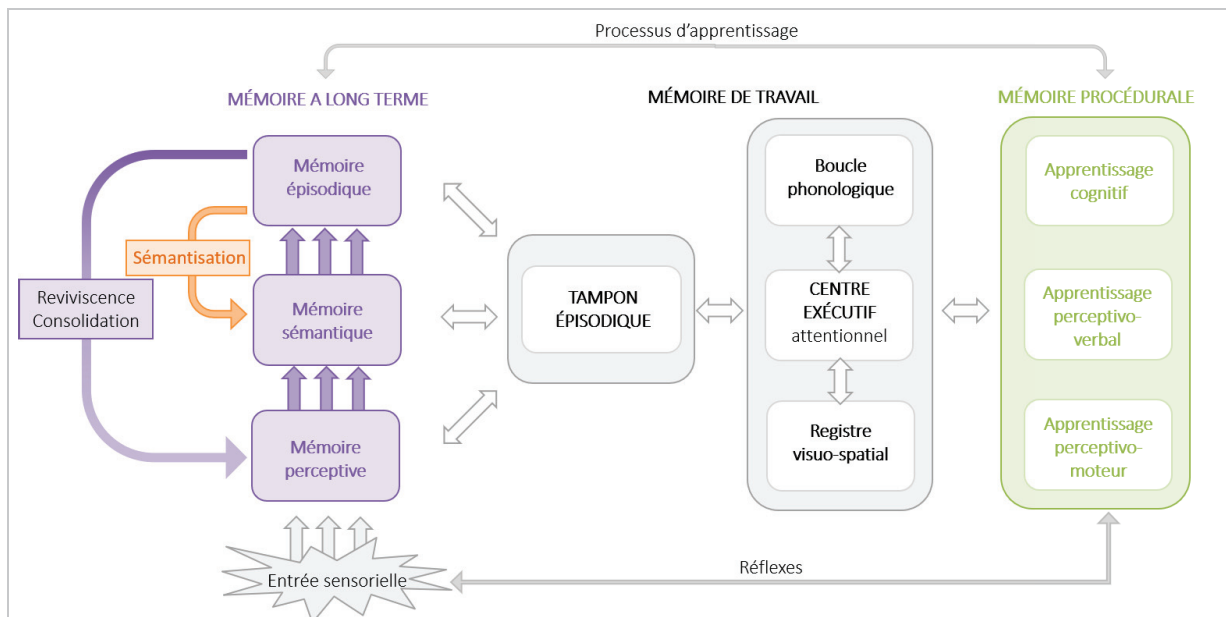 Processus d'apprentissage
MÉMOIRE A LONG TERME
MÉMOIRE DE TRAVAIL
MÉMOIRE PROCÉDURALE
Mémoire
épisodique
Sémantisation
Reviviscence
Consolidation
Mémoire
sémantique
Mémoire
perceptive
Entrée sensorielle
TAMPON
ÉPISODIQUE
Boucle
phonologique
CENTRE
EXÉCUTIF
attentionnel
Registre
visuo-spatial
Apprentissage
cognitif
Apprentissage
perceptivo-
verbal
Apprentissage
perceptivo-
moteur
Réflexes